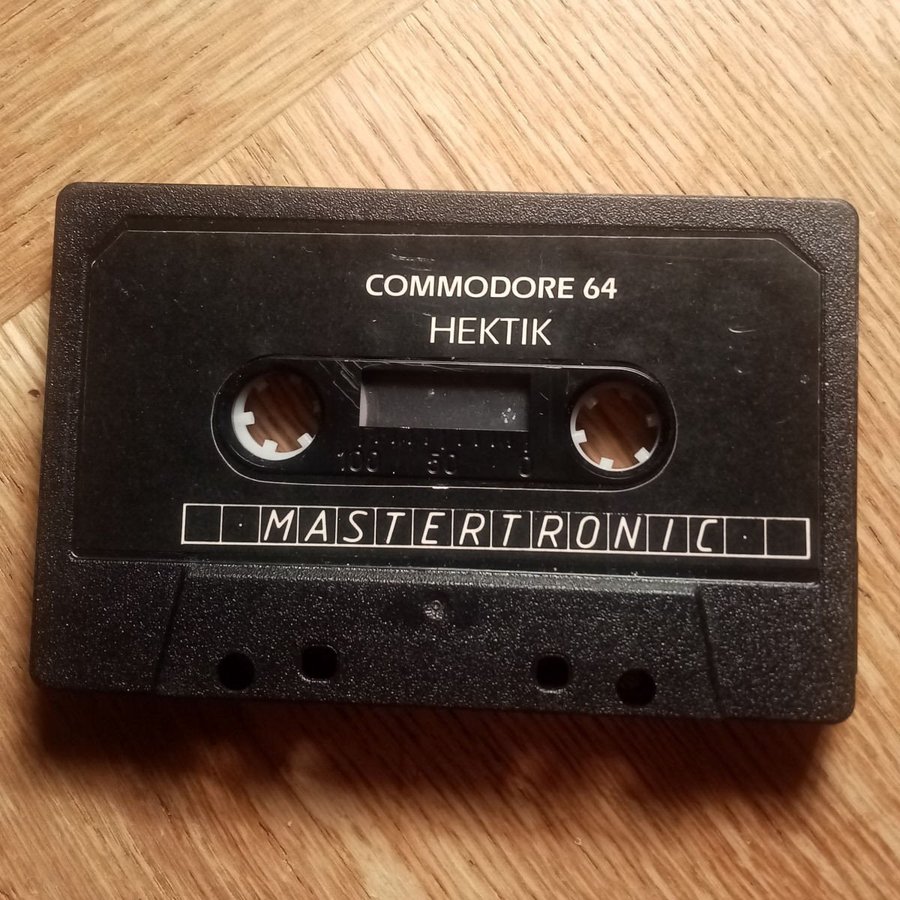 COMMODORE 64
HEKTIK
100 50 0
MASTERTRONIC